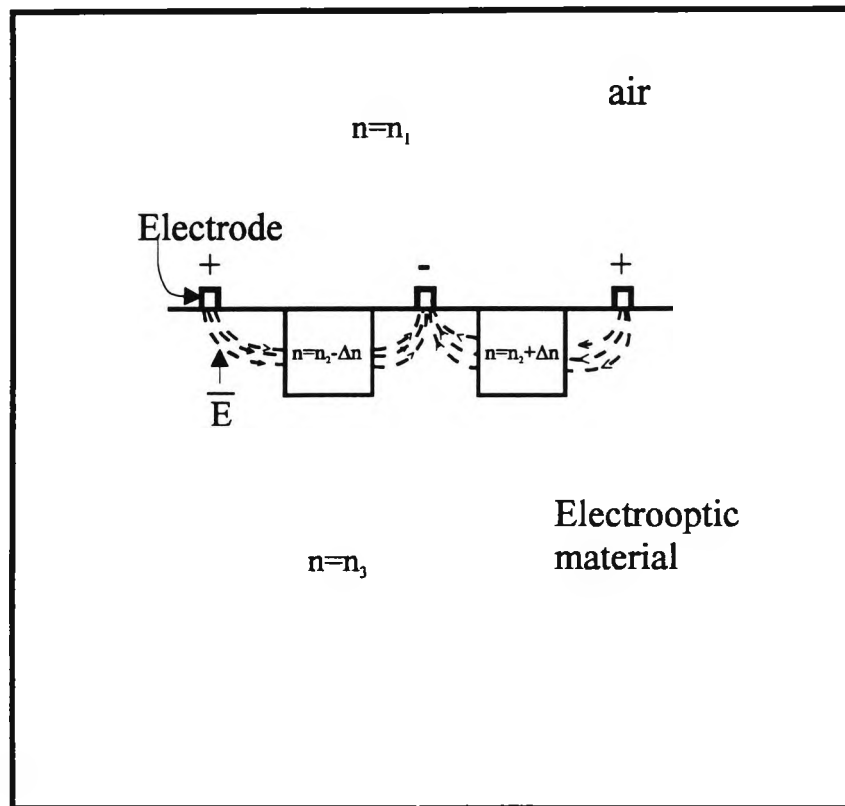 air
n=n₁
Electrode
+ - +
n=n₂-Δn n=n₂+Δn
E̅
Electrooptic
material
n=n₃